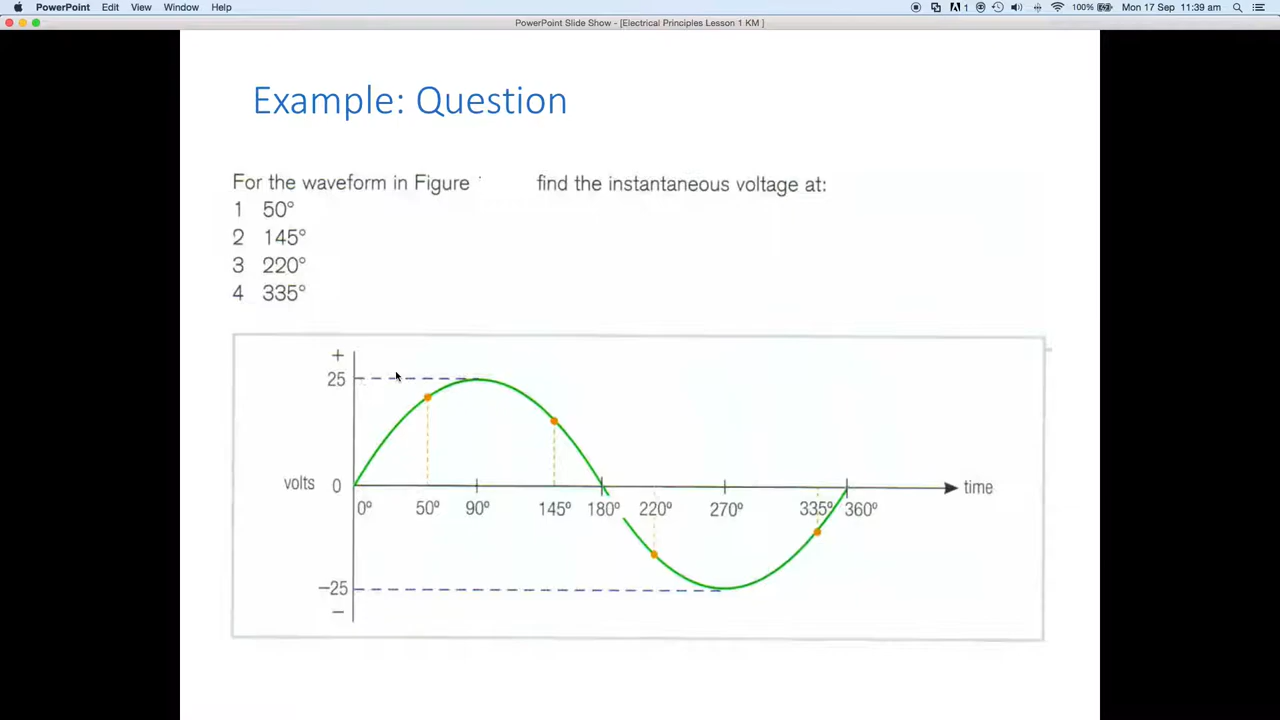 PowerPoint Edit View Window Help 1 100% Mon 17 Sep 11:39 am
PowerPoint Slide Show - [Electrical Principles Lesson 1 KM ]
Example: Question
For the waveform in Figure find the instantaneous voltage at:
1 50°
2 145°
3 220°
4 335°
+
25
volts 0 time
0° 50° 90° 145° 180° 220° 270° 335° 360°
−25
−